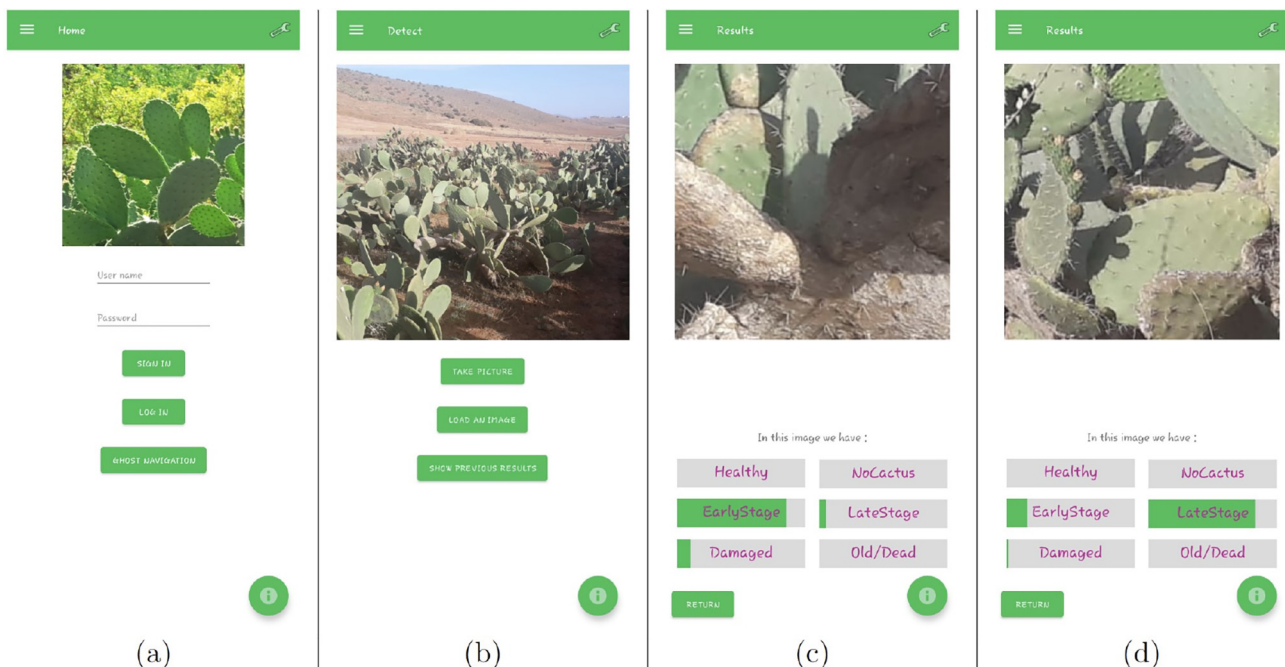 Home
User name
Password
SIGN IN
LOG IN
GHOST NAVIGATION
(a)
Detect
TAKE PICTURE
LOAD AN IMAGE
SHOW PREVIOUS RESULTS
(b)
Results
In this image we have :
Healthy NoCactus
EarlyStage LateStage
Damaged Old/Dead
RETURN
(c)
Results
In this image we have :
Healthy NoCactus
EarlyStage LateStage
Damaged Old/Dead
RETURN
(d)